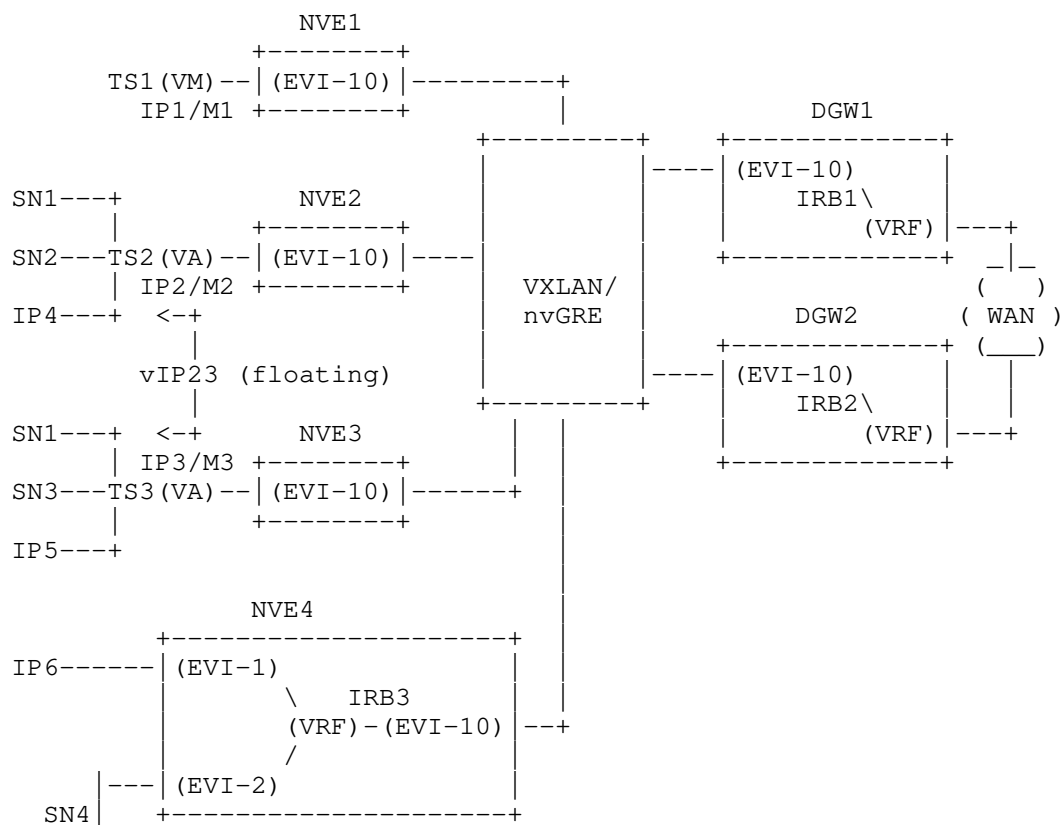 NVE1
TS1(VM)--|(EVI-10)|
IP1/M1
DGW1
(EVI-10)
SN1 NVE2 IRB1
(VRF)
SN2 TS2(VA)--|(EVI-10)|
IP2/M2 VXLAN/ ( )
IP4 <-+ nvGRE DGW2 ( WAN )
(___)
vIP23 (floating) (EVI-10)
IRB2
SN1 <-+ NVE3 (VRF)
IP3/M3
SN3 TS3(VA)--|(EVI-10)|
IP5
NVE4
IP6 (EVI-1)
IRB3
(VRF)-(EVI-10)
(EVI-2)
SN4